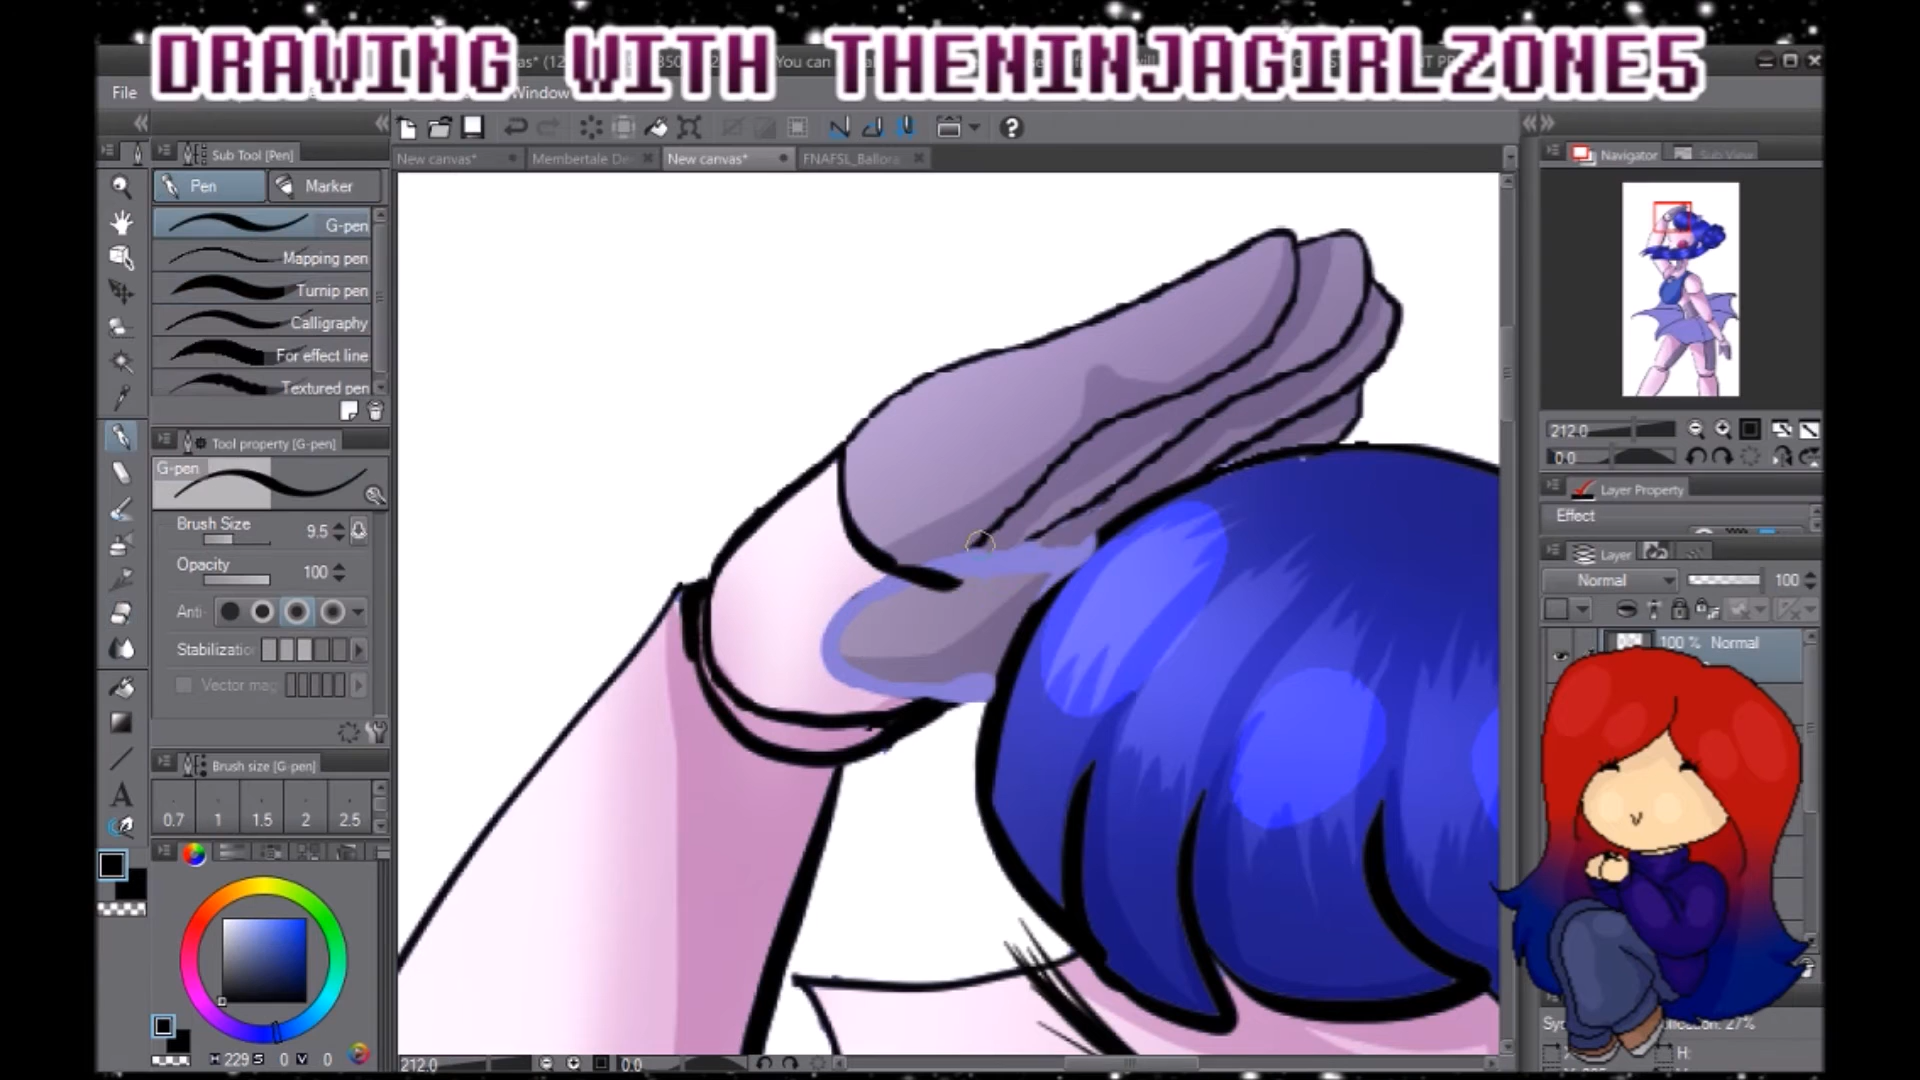 DRAWING WITH THENINJAGIRLZONE5
You can
File
Window
Sub Tool [Pen]
New canvas*
Membertale De
New canvas*
FNAFSL_Ballora
Navigator
Sub View
Pen
Marker
G-pen
Mapping pen
Turnip pen
Calligraphy
For effect line
Textured pen
Tool property [G-pen]
G-pen
Brush Size
9.5
Opacity
100
Anti-
Stabilizatio
Vector mag
Brush size [G-pen]
0.7
1
1.5
2
2.5
H 229 S 0 V 0
212.0
0.0
212.0
0.0
Layer Property
Effect
Layer
Normal
100
100 % Normal
27%
H: